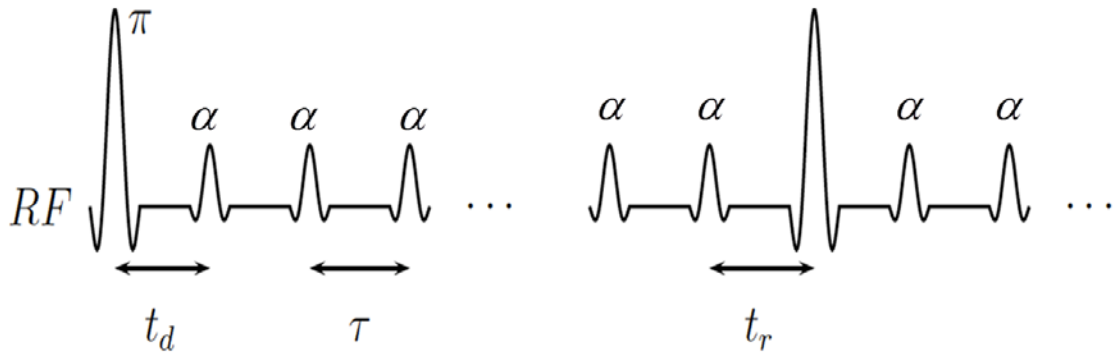 π
α α α α α α α
RF ... ...
t_d τ t_r